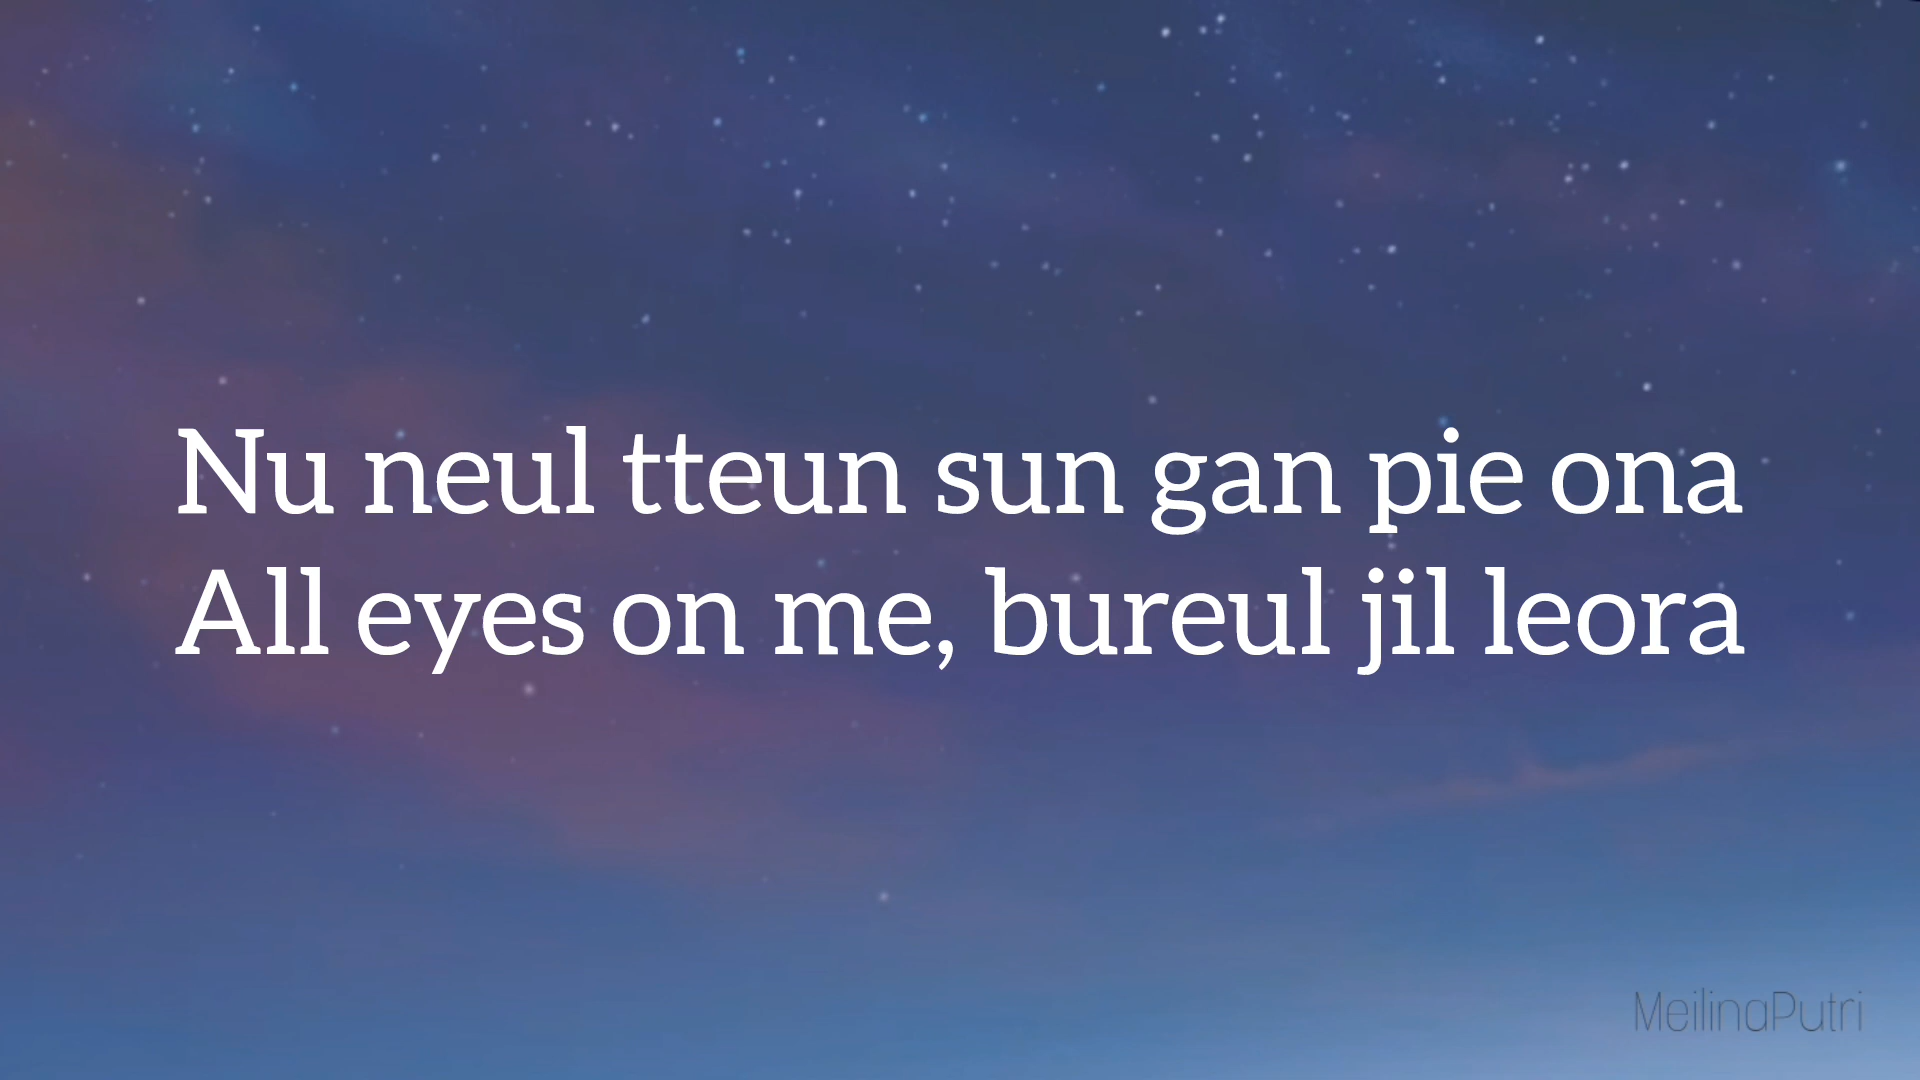 Nu neul tteun sun gan pie ona
All eyes on me, bureul jil leora
MeilinaPutri